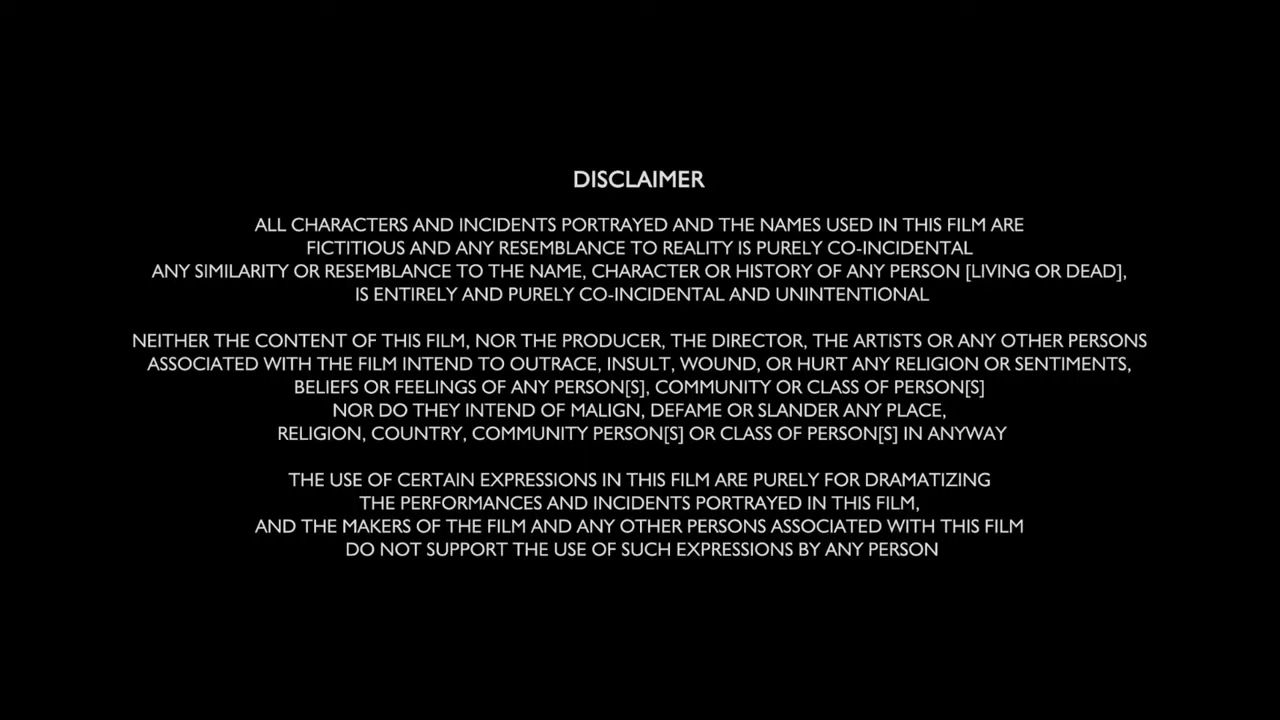 DISCLAIMER
ALL CHARACTERS AND INCIDENTS PORTRAYED AND THE NAMES USED IN THIS FILM ARE
FICTITIOUS AND ANY RESEMBLANCE TO REALITY IS PURELY CO-INCIDENTAL
ANY SIMILARITY OR RESEMBLANCE TO THE NAME, CHARACTER OR HISTORY OF ANY PERSON [LIVING OR DEAD],
IS ENTIRELY AND PURELY CO-INCIDENTAL AND UNINTENTIONAL
NEITHER THE CONTENT OF THIS FILM, NOR THE PRODUCER, THE DIRECTOR, THE ARTISTS OR ANY OTHER PERSONS
ASSOCIATED WITH THE FILM INTEND TO OUTRACE, INSULT, WOUND, OR HURT ANY RELIGION OR SENTIMENTS,
BELIEFS OR FEELINGS OF ANY PERSON[S], COMMUNITY OR CLASS OF PERSON[S]
NOR DO THEY INTEND OF MALIGN, DEFAME OR SLANDER ANY PLACE,
RELIGION, COUNTRY, COMMUNITY PERSON[S] OR CLASS OF PERSON[S] IN ANYWAY
THE USE OF CERTAIN EXPRESSIONS IN THIS FILM ARE PURELY FOR DRAMATIZING
THE PERFORMANCES AND INCIDENTS PORTRAYED IN THIS FILM,
AND THE MAKERS OF THE FILM AND ANY OTHER PERSONS ASSOCIATED WITH THIS FILM
DO NOT SUPPORT THE USE OF SUCH EXPRESSIONS BY ANY PERSON